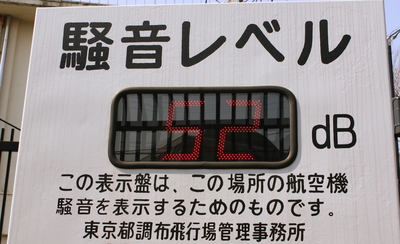 騒音レベル
52 dB
この表示盤は、この場所の航空機
騒音を表示するためのものです。
東京都調布飛行場管理事務所